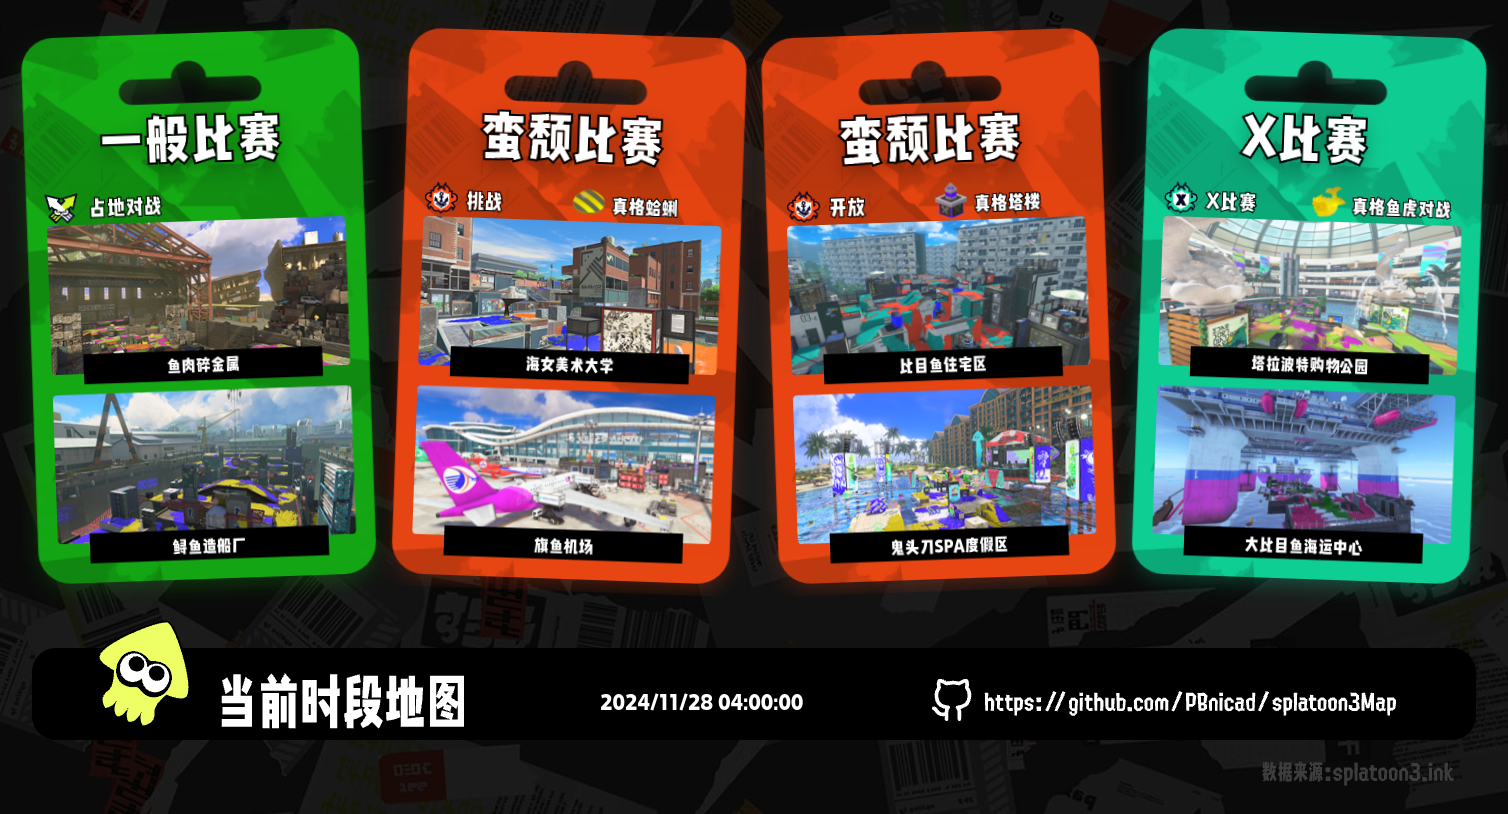 一般比赛
占地对战
鱼肉碎金属
鲟鱼造船厂
蛮颓比赛
挑战
真格蛤蜊
海女美术大学
旗鱼机场
蛮颓比赛
开放
真格塔楼
比目鱼住宅区
鬼头刀SPA度假区
X比赛
X比赛
真格鱼虎对战
塔拉波特购物公园
大比目鱼海运中心
当前时段地图
2024/11/28 04:00:00
https://github.com/PBnicad/splatoon3Map
数据来源:splatoon3.ink